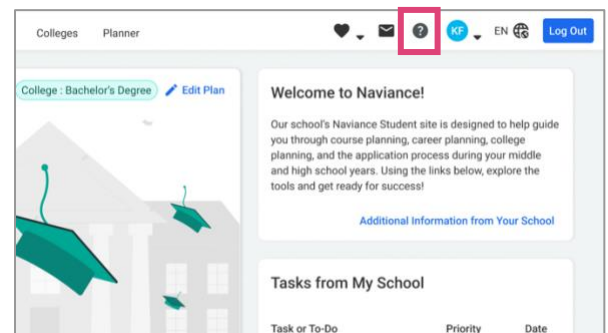 Colleges Planner KF EN Log Out
College : Bachelor's Degree Edit Plan
Welcome to Naviance!
Our school's Naviance Student site is designed to help guide
you through course planning, career planning, college
planning, and the application process during your middle
and high school years. Using the links below, explore the
tools and get ready for success!
Additional Information from Your School
Tasks from My School
Task or To-Do Priority Date